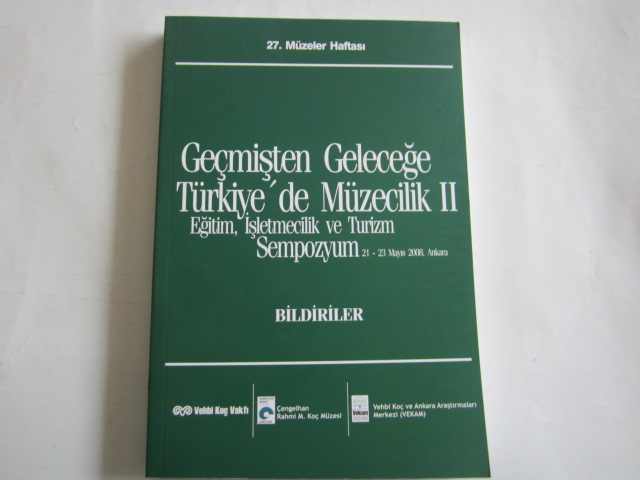 27. Müzeler Haftası
Geçmişten Geleceğe
Türkiye´de Müzecilik II
Eğitim, İşletmecilik ve Turizm
Sempozyum 21 - 23 Mayıs 2008, Ankara
BİLDİRİLER
Vehbi Koç Vakfı
Çengelhan
Rahmi M. Koç Müzesi
Vehbi Koç ve Ankara Araştırmaları
Merkezi (VEKAM)